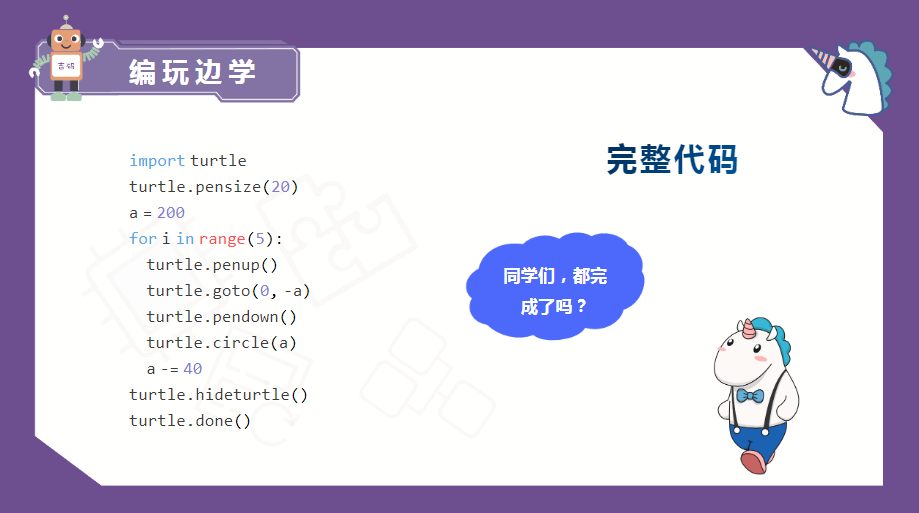 编玩边学
import turtle
turtle.pensize(20)
a = 200
for i in range(5):
turtle.penup()
turtle.goto(0, -a)
turtle.pendown()
turtle.circle(a)
a -= 40
turtle.hideturtle()
turtle.done()
完整代码
同学们，都完
成了吗？